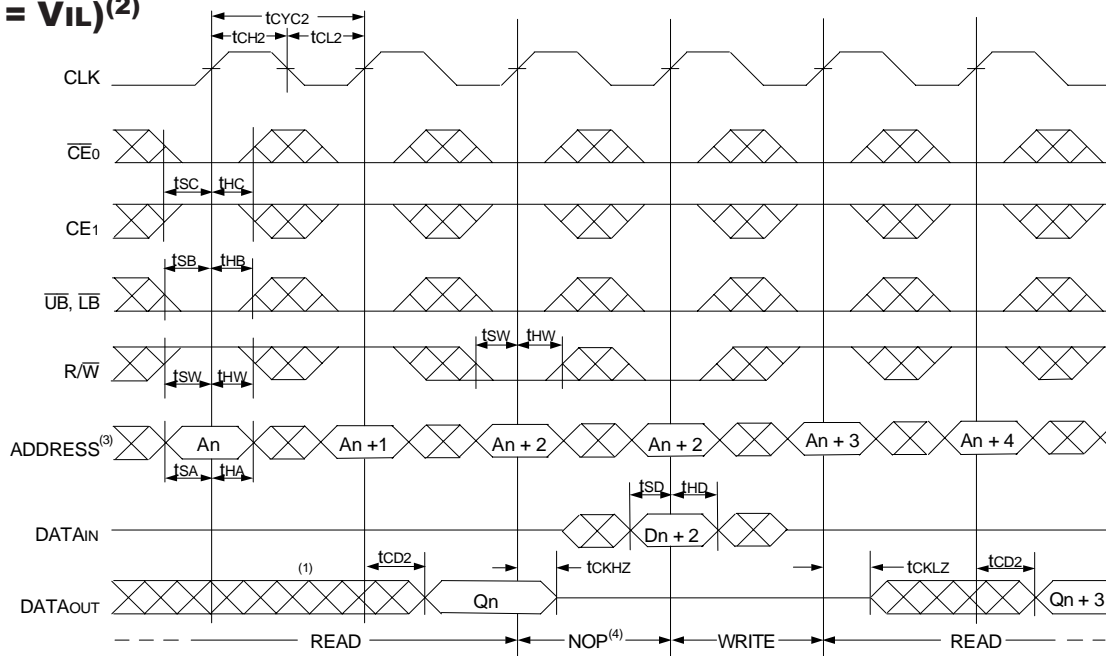 = VIL)(2)
tCYC2
tCH2 tCL2
CLK
CE0
tSC tHC
CE1
tSB tHB
UB, LB
tSW tHW
R/W
tSW tHW
ADDRESS(3) An An +1 An + 2 An + 2 An + 3 An + 4
tSA tHA
tSD tHD
DATAIN Dn + 2
(1) tCD2 tCKHZ tCKLZ tCD2
DATAOUT Qn Qn + 3
READ NOP(4) WRITE READ